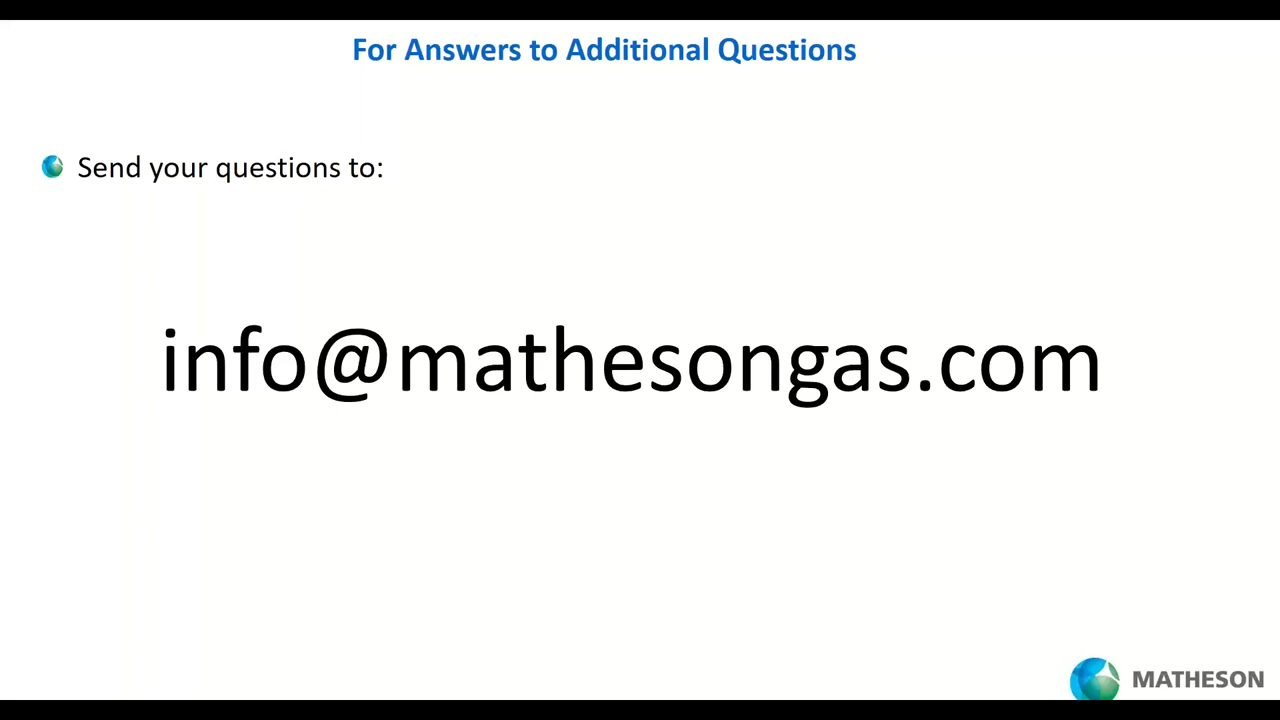 For Answers to Additional Questions
Send your questions to:
info@mathesongas.com
MATHESON